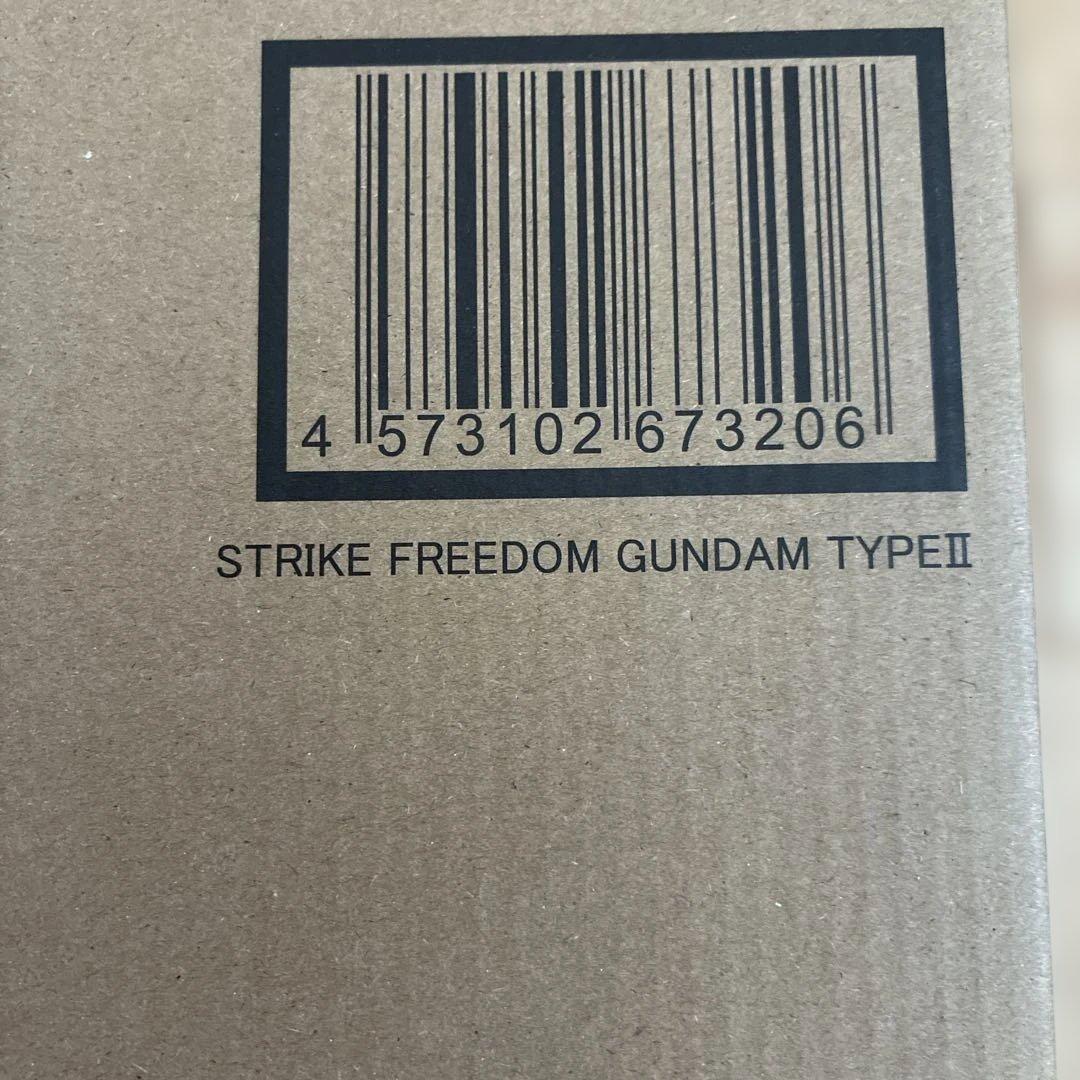 4 573102 673206
STRIKE FREEDOM GUNDAM TYPEⅡ